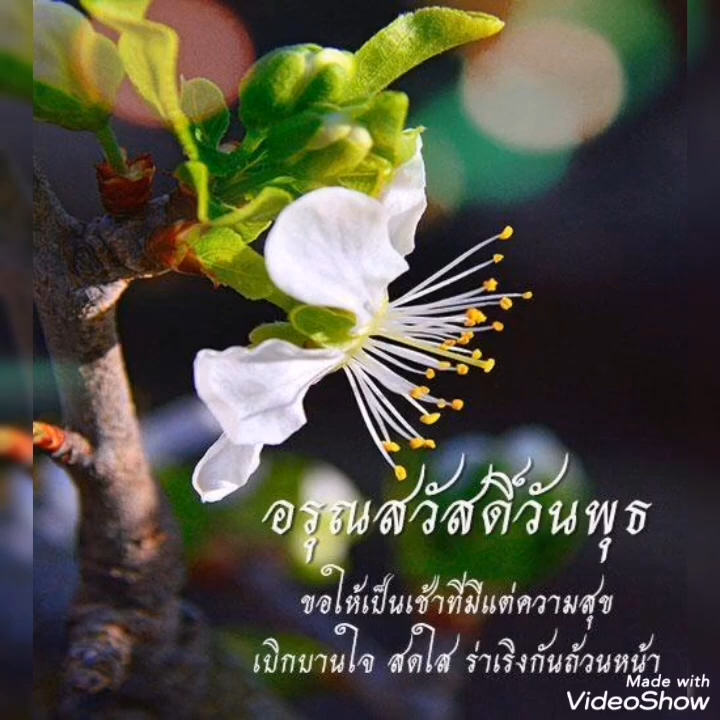 อรุณสวัสดิ์วันพุธ
ขอให้เป็นเช้าที่มีแต่ความสุข
เบิกบานใจ สดใส ร่าเริงกันถ้วนหน้า
Made with
VideoShow